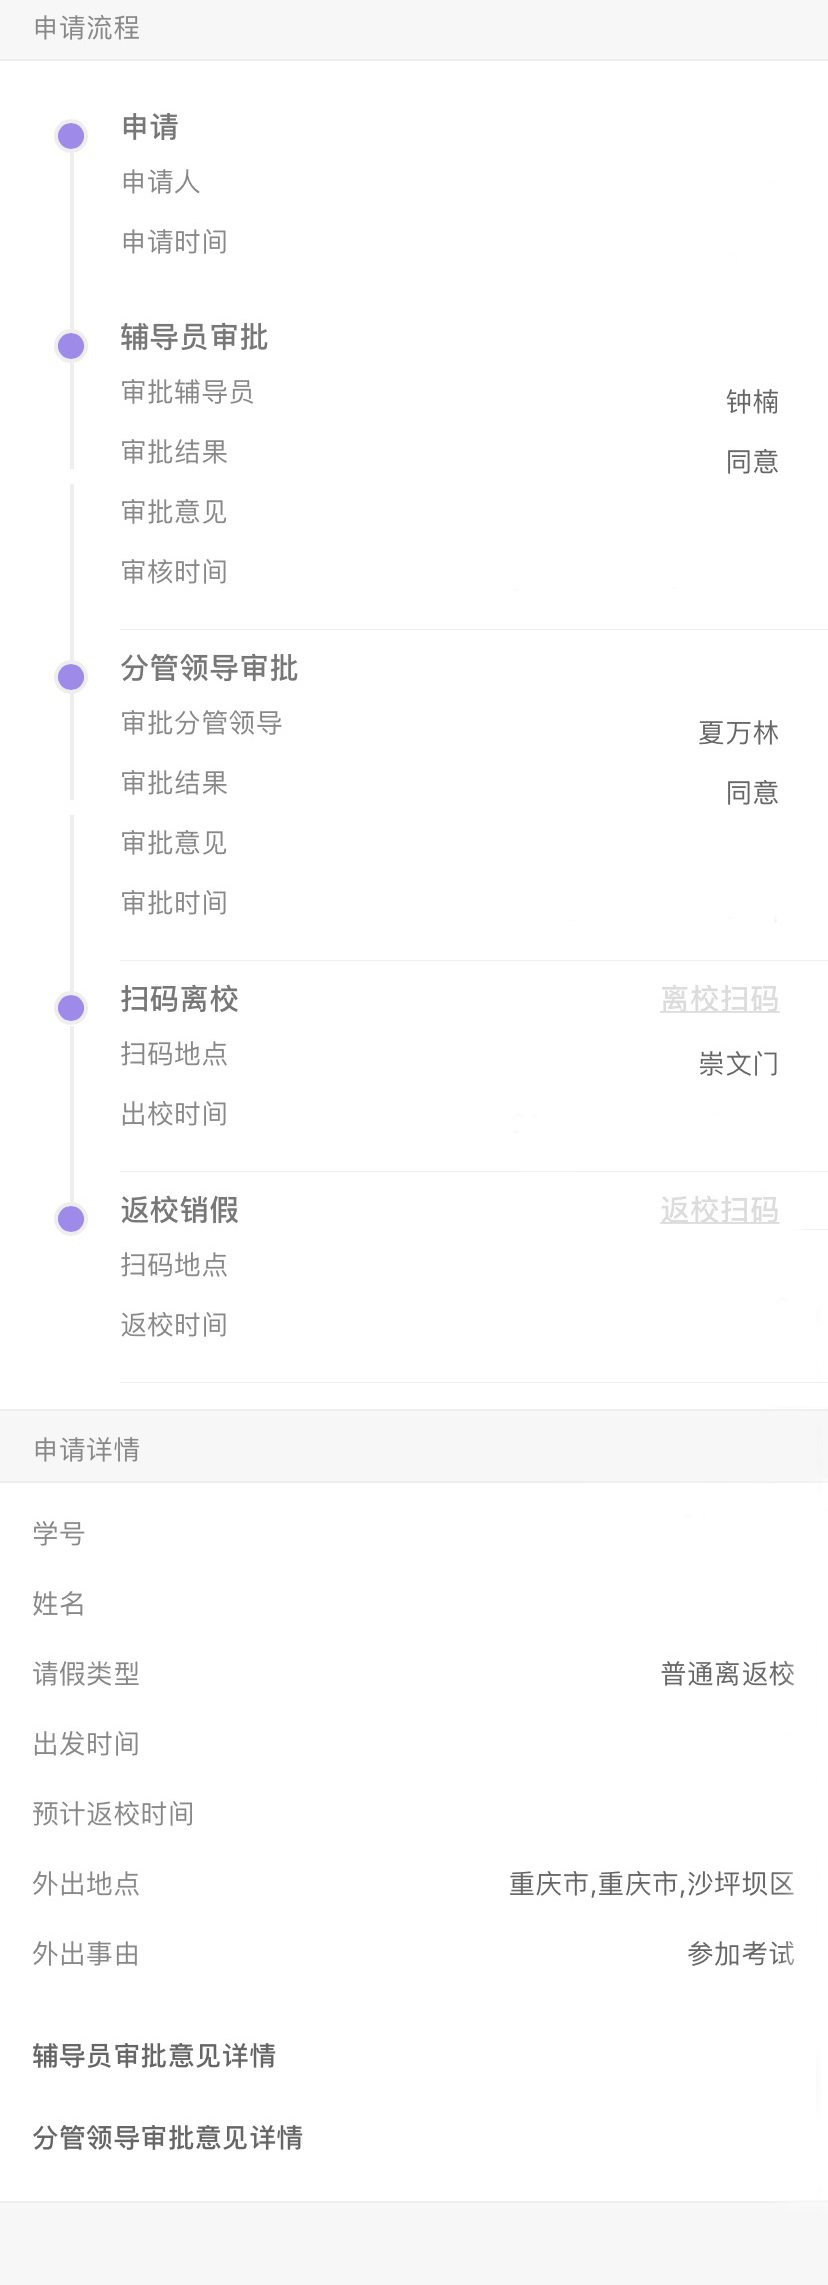 申请流程
申请
申请人
申请时间
辅导员审批
审批辅导员 钟楠
审批结果 同意
审批意见
审核时间
分管领导审批
审批分管领导 夏万林
审批结果 同意
审批意见
审批时间
扫码离校 离校扫码
扫码地点 崇文门
出校时间
返校销假 返校扫码
扫码地点
返校时间
申请详情
学号
姓名
请假类型 普通离返校
出发时间
预计返校时间
外出地点 重庆市,重庆市,沙坪坝区
外出事由 参加考试
辅导员审批意见详情
分管领导审批意见详情